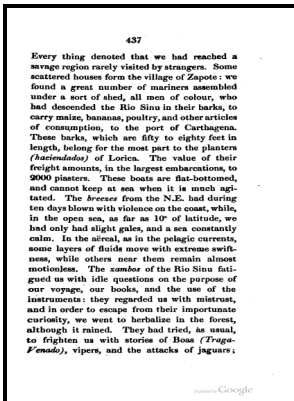 437
Every thing denoted that we had reached a
savage region rarely visited by strangers. Some
scattered houses form the village of Zapote: we
found a great number of mariners assembled
under a sort of shed, all men of colour, who
had descended the Rio Sinu in their barks, to
carry maize, bananas, poultry, and other articles
of consumption, to the port of Carthagena.
These barks, which are fifty to eighty feet in
length, belong for the most part to the planters
(haciendados) of Lorica. The value of their
freight amounts, in the largest embarcations, to
2000 piasters. These boats are flat-bottomed,
and cannot keep at sea when it is much agi-
tated. The breezes from the N.E. had during
ten days blown with violence on the coast, while,
in the open sea, as far as 10° of latitude, we
had only had slight gales, and a sea constantly
calm. In the aëreal, as in the pelagic currents,
some layers of fluids move with extreme swift-
ness, while others near them remain almost
motionless. The zambos of the Rio Sinu fati-
gued us with idle questions on the purpose of
our voyage, our books, and the use of the
instruments: they regarded us with mistrust,
and in order to escape from their importunate
curiosity, we went to herbalize in the forest,
although it rained. They had tried, as usual,
to frighten us with stories of Boas (Traga-
Venado), vipers, and the attacks of jaguars;
Digitized by Google